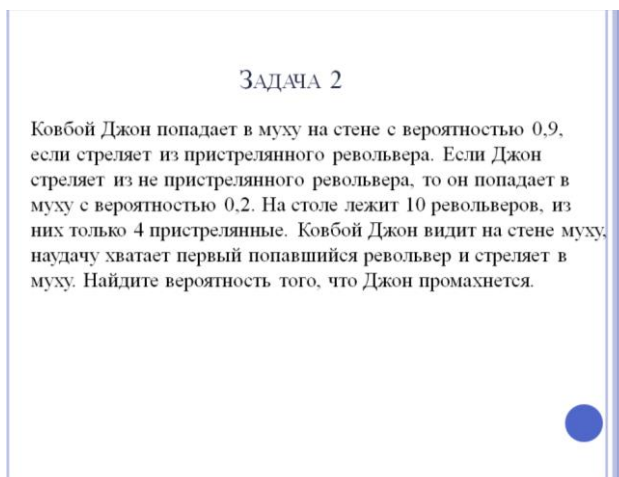 Задача 2
Ковбой Джон попадает в муху на стене с вероятностью 0,9,
если стреляет из пристрелянного револьвера. Если Джон
стреляет из не пристрелянного револьвера, то он попадает в
муху с вероятностью 0,2. На столе лежит 10 револьверов, из
них только 4 пристрелянные. Ковбой Джон видит на стене муху,
наудачу хватает первый попавшийся револьвер и стреляет в
муху. Найдите вероятность того, что Джон промахнется.